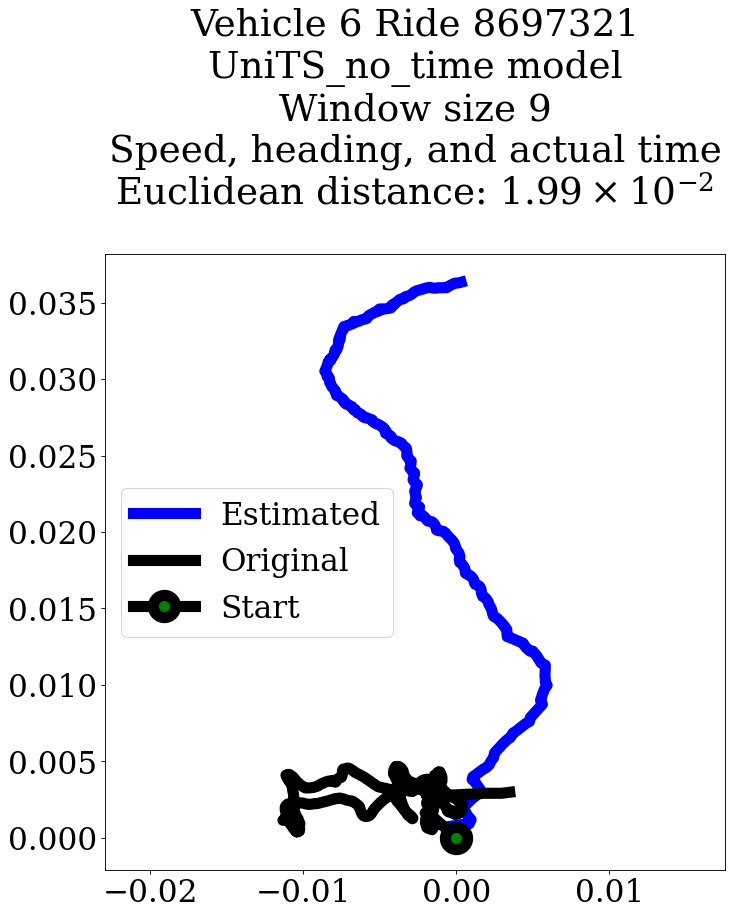 Vehicle 6 Ride 8697321
UniTS_no_time model
Window size 9
Speed, heading, and actual time
Euclidean distance: 1.99 × 10⁻²
0.035
0.030
0.025
0.020
0.015
0.010
0.005
0.000
Estimated
Original
Start
−0.02 −0.01 0.00 0.01